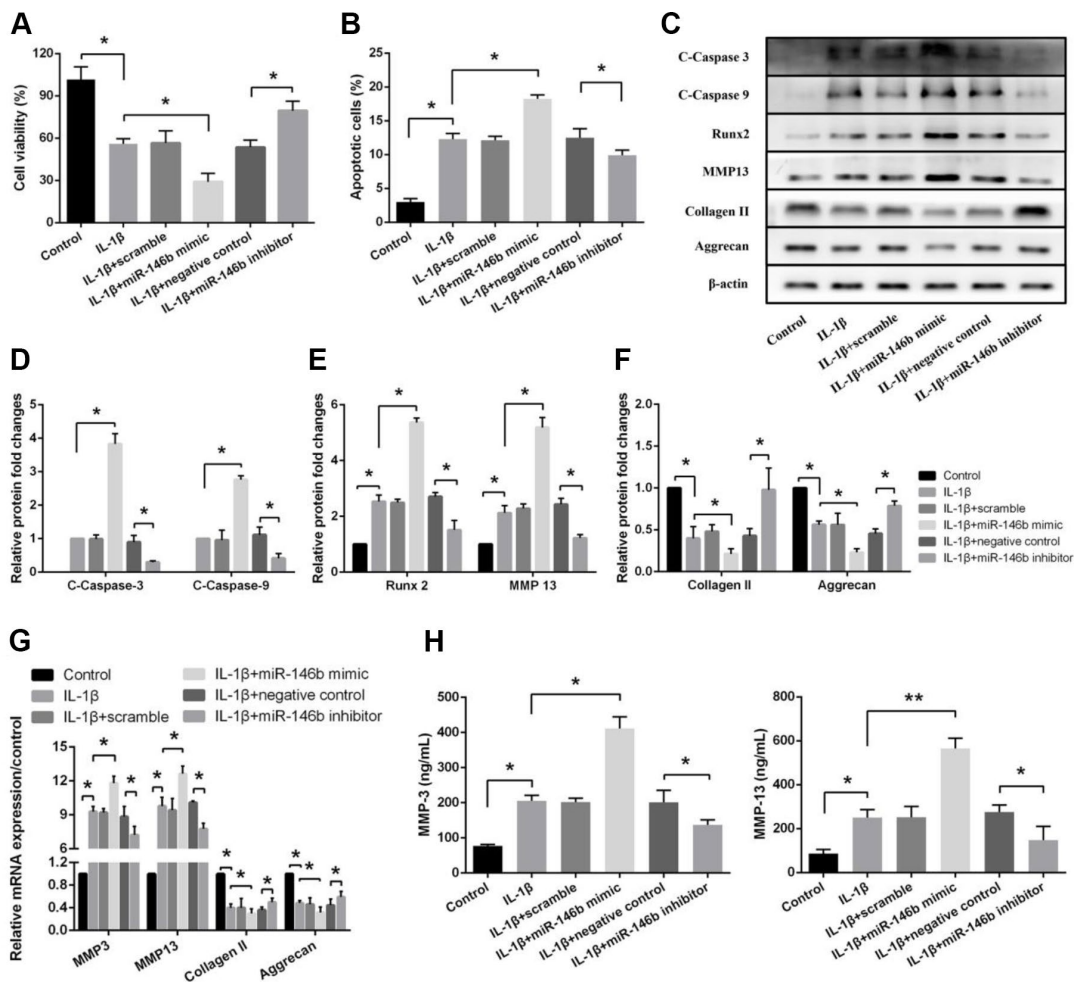 A
Cell viability (%)
120
90
60
30
0
*
*
*
Control
IL-1β
IL-1β+scramble
IL-1β+miR-146b mimic
IL-1β+negative control
IL-1β+miR-146b inhibitor
B
Apoptotic cells (%)
25
20
15
10
5
0
*
*
*
Control
IL-1β
IL-1β+scramble
IL-1β+miR-146b mimic
IL-1β+negative control
IL-1β+miR-146b inhibitor
C
C-Caspase 3
C-Caspase 9
Runx2
MMP13
Collagen II
Aggrecan
β-actin
Control
IL-1β
IL-1β+scramble
IL-1β+miR-146b mimic
IL-1β+negative control
IL-1β+miR-146b inhibitor
D
Relative protein fold changes
5
4
3
2
1
0
*
*
*
*
C-Caspase-3
C-Caspase-9
E
Relative protein fold changes
6
4
2
0
*
*
*
*
*
*
Runx 2
MMP 13
F
Relative protein fold changes
2.0
1.5
1.0
0.5
0.0
*
*
*
*
*
*
Collagen II
Aggrecan
Control
IL-1β
IL-1β+scramble
IL-1β+miR-146b mimic
IL-1β+negative control
IL-1β+miR-146b inhibitor
G
Control
IL-1β
IL-1β+scramble
IL-1β+miR-146b mimic
IL-1β+negative control
IL-1β+miR-146b inhibitor
Relative mRNA expression/control
15
12
9
6
1.2
0.8
0.4
0.0
*
*
*
*
*
*
*
*
*
*
*
*
MMP3
MMP13
Collagen II
Aggrecan
H
MMP-3 (ng/mL)
500
400
300
200
100
0
*
*
*
Control
IL-1β
IL-1β+scramble
IL-1β+miR-146b mimic
IL-1β+negative control
IL-1β+miR-146b inhibitor
MMP-13 (ng/mL)
800
600
400
200
0
*
**
*
Control
IL-1β
IL-1β+scramble
IL-1β+miR-146b mimic
IL-1β+negative control
IL-1β+miR-146b inhibitor